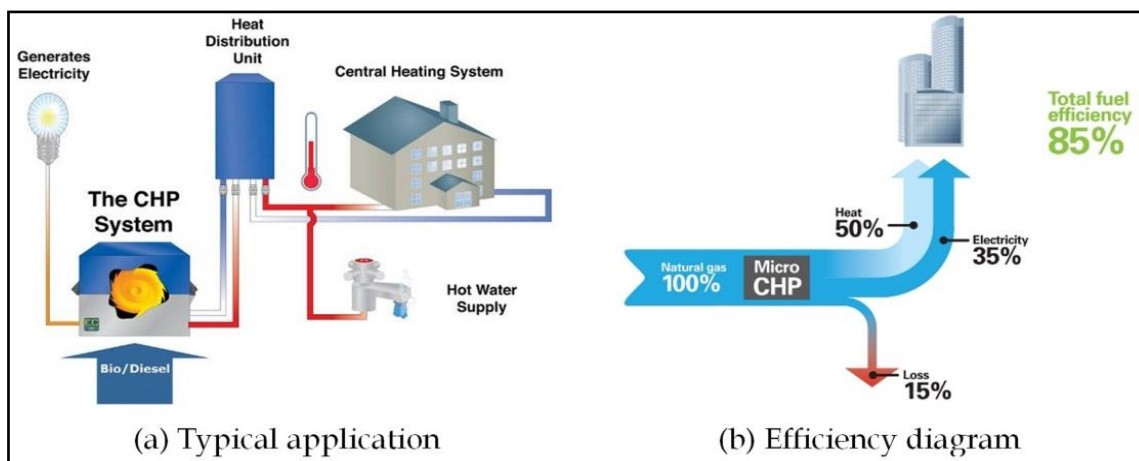 Generates
Electricity
Heat
Distribution
Unit
Central Heating System
The CHP
System
Hot Water
Supply
Bio/Diesel
(a) Typical application
Total fuel
efficiency
85%
Heat
50%
Electricity
35%
Natural gas
100%
Micro
CHP
Loss
15%
(b) Efficiency diagram